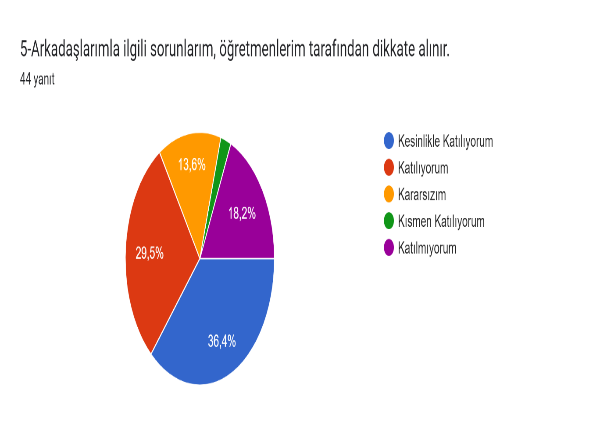 5-Arkadaşlarımla ilgili sorunlarım, öğretmenlerim tarafından dikkate alınır.
44 yanıt
Kesinlikle Katılıyorum
Katılıyorum
Kararsızım
Kısmen Katılıyorum
Katılmıyorum
13,6%
18,2%
29,5%
36,4%